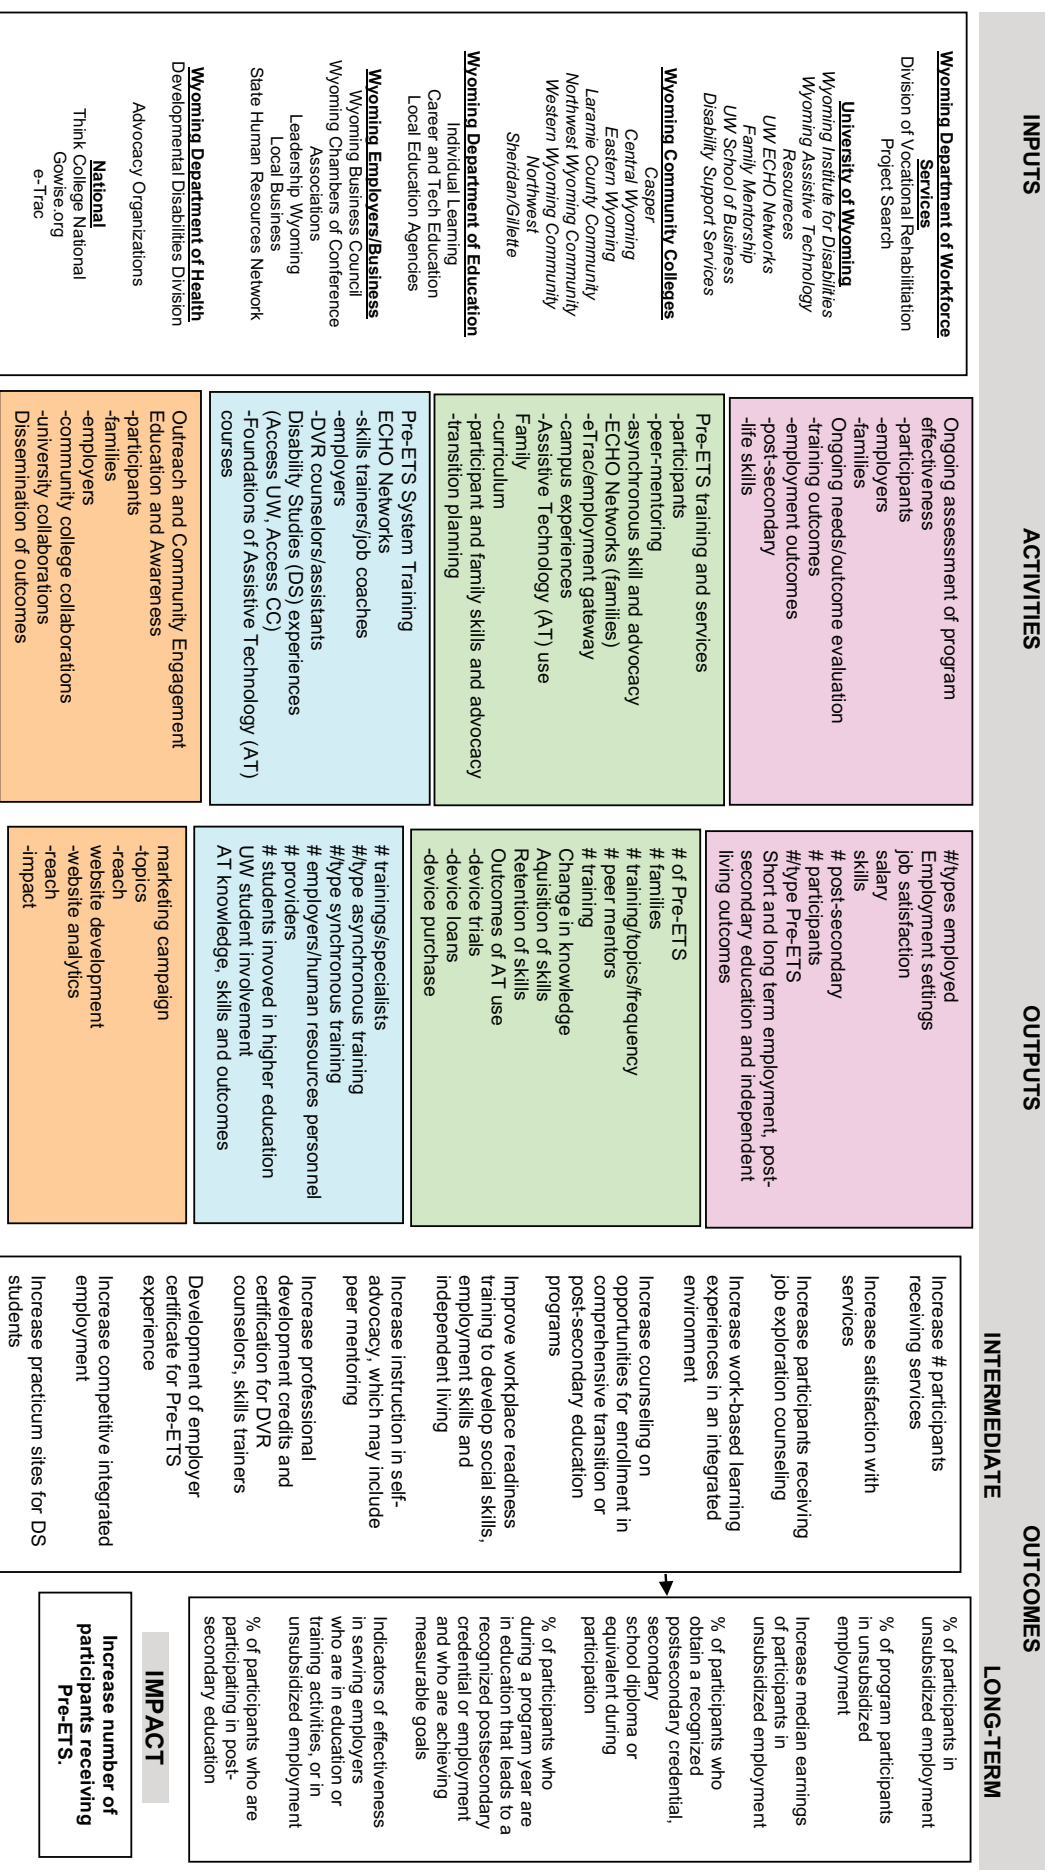 INPUTS
ACTIVITIES
OUTPUTS
OUTCOMES
INTERMEDIATE
LONG-TERM
Wyoming Department of Workforce
Services
Division of Vocational Rehabilitiation
Project Search
University of Wyoming
Wyoming Institute for Disabilities
Wyoming Assistive Technology
Resoureces
UW ECHO Networks
Family Mentorship
UW School of Business
Disability Support Services
Wyoming Community Colleges
Casper
Central Wyoming
Eastern Wyoming
Laramie County Community
Northwest Wyoming Community
Western Wyoming Community
Northwest
Sheridan/Gillette
Wyoming Department of Education
Individual Learning
Career and Tech Education
Local Education Agencies
Wyoming Employers/Business
Wyoming Business Council
Wyoming Chambers of Conference
Associations
Leadership Wyoming
Local Business
State Human Resources Network
Wyoming Department of Health
Developmental Disabilities Division
Advocacy Organizations
National
Think College National
Gowise.org
e-Trac
Ongoing assessment of program
effectiveness
-participants
-employers
-families
Ongoing needs/outcome evaluation
-training outcomes
-employment outcomes
-post-secondary
-life skills
Pre-ETS training and services
-participants
-peer-mentoring
-asynchronous skill and advocacy
-ECHO Networks (families)
-eTrac/employment gateway
-campus experiences
-Assistive Technology (AT) use
Family
-curriculum
-participant and family skills and advocacy
-transition planning
Pre-ETS System Training
ECHO Networks
-skills trainers/job coaches
-employers
-DVR counselors/assistants
Disability Studies (DS) experiences
(Access UW, Access CC)
-Foundations of Assistive Technology (AT)
courses
Outreach and Community Engagement
Education and Awareness
-participants
-families
-employers
-community college collaborations
-university collaborations
Dissemination of outcomes
#/types employed
Employment settings
job satisfaction
salary
skills
# post-secondary
# participants
#/type Pre-ETS
Short and long term employment, post-
secondary education and independent
living outcomes
# of Pre-ETS
# families
# training/topics/frequency
# peer mentors
# training
Change in knowledge
Aquisition of skills
Retention of skills
Outcomes of AT use
-device trials
-device loans
-device purchase
# trainings/specialists
#/type asynchronous training
#/type synchronous training
# employers/human resources personnel
# providers
# students invoved in higher education
UW student involvement
AT knowledge, skills and outcomes
marketing campaign
-topics
-reach
website development
-website analytics
-reach
-impact
Increase # participants
receiving services
Increase satisfaction with
services
Increase participants receiving
job exploration counseling
Increase work-based learning
experiences in an integrated
environment
Increase counseling on
opportunities for enrollment in
comprehensive transition or
post-secondary education
programs
Improve workplace readiness
training to develop social skills,
employment skills and
independent living
Increase instruction in self-
advocacy, which may include
peer mentoring
Increase professional
development credits and
certification for DVR
counselors, skills trainers
Development of employer
certificate for Pre-ETS
experience
Increase competitive integrated
employment
Increase practicum sites for DS
students
% of participants in
unsubsidized employment
% of program participants
in unsubsidized
employment
Increase median earnings
of participants in
unsubsidized employment
% of participants who
obtain a recognized
postsecondary credential,
secondary
school diploma or
equivalent during
participation
% of participants who
during a program year are
in education that leads to a
recognized postsecondary
credential or employment
and who are achieving
measurable goals
Indicators of effectiveness
in serving employers
who are in education or
training activities, or in
unsubsidized employment
% of participants who are
participating in post-
secondary education
IMPACT
Increase number of
participants receiving
Pre-ETS.